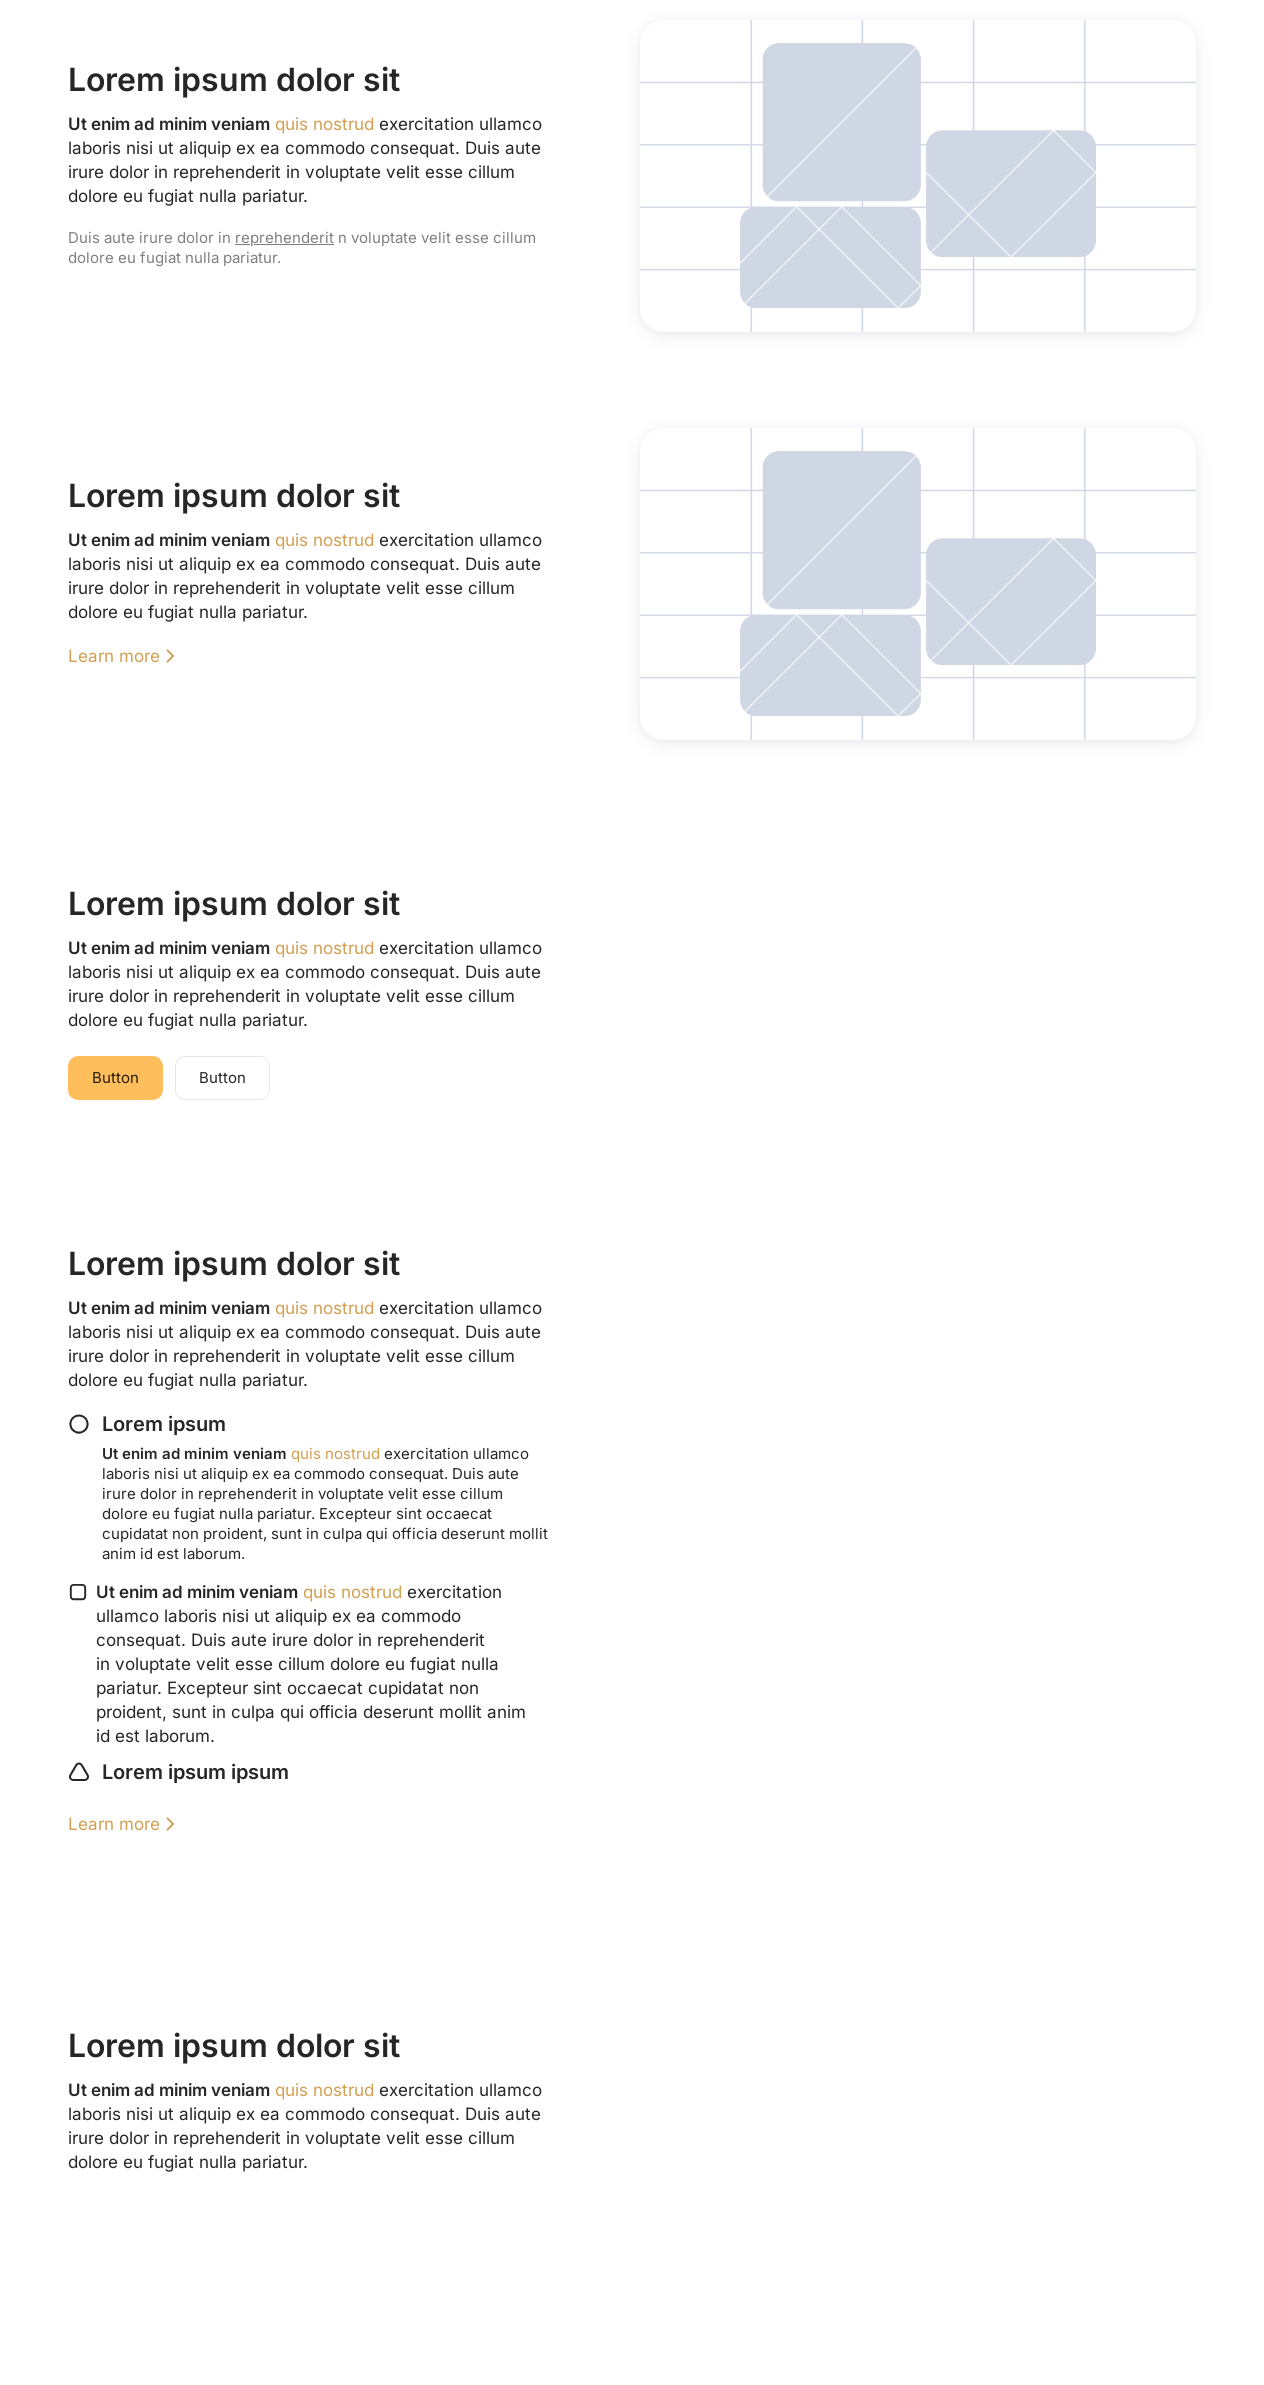 Lorem ipsum dolor sit
Ut enim ad minim veniam quis nostrud exercitation ullamco
laboris nisi ut aliquip ex ea commodo consequat. Duis aute
irure dolor in reprehenderit in voluptate velit esse cillum
dolore eu fugiat nulla pariatur.
Duis aute irure dolor in reprehenderit n voluptate velit esse cillum
dolore eu fugiat nulla pariatur.
Lorem ipsum dolor sit
Ut enim ad minim veniam quis nostrud exercitation ullamco
laboris nisi ut aliquip ex ea commodo consequat. Duis aute
irure dolor in reprehenderit in voluptate velit esse cillum
dolore eu fugiat nulla pariatur.
Learn more
Lorem ipsum dolor sit
Ut enim ad minim veniam quis nostrud exercitation ullamco
laboris nisi ut aliquip ex ea commodo consequat. Duis aute
irure dolor in reprehenderit in voluptate velit esse cillum
dolore eu fugiat nulla pariatur.
Button Button
Lorem ipsum dolor sit
Ut enim ad minim veniam quis nostrud exercitation ullamco
laboris nisi ut aliquip ex ea commodo consequat. Duis aute
irure dolor in reprehenderit in voluptate velit esse cillum
dolore eu fugiat nulla pariatur.
Lorem ipsum
Ut enim ad minim veniam quis nostrud exercitation ullamco
laboris nisi ut aliquip ex ea commodo consequat. Duis aute
irure dolor in reprehenderit in voluptate velit esse cillum
dolore eu fugiat nulla pariatur. Excepteur sint occaecat
cupidatat non proident, sunt in culpa qui officia deserunt mollit
anim id est laborum.
Ut enim ad minim veniam quis nostrud exercitation
ullamco laboris nisi ut aliquip ex ea commodo
consequat. Duis aute irure dolor in reprehenderit
in voluptate velit esse cillum dolore eu fugiat nulla
pariatur. Excepteur sint occaecat cupidatat non
proident, sunt in culpa qui officia deserunt mollit anim
id est laborum.
Lorem ipsum ipsum
Learn more
Lorem ipsum dolor sit
Ut enim ad minim veniam quis nostrud exercitation ullamco
laboris nisi ut aliquip ex ea commodo consequat. Duis aute
irure dolor in reprehenderit in voluptate velit esse cillum
dolore eu fugiat nulla pariatur.